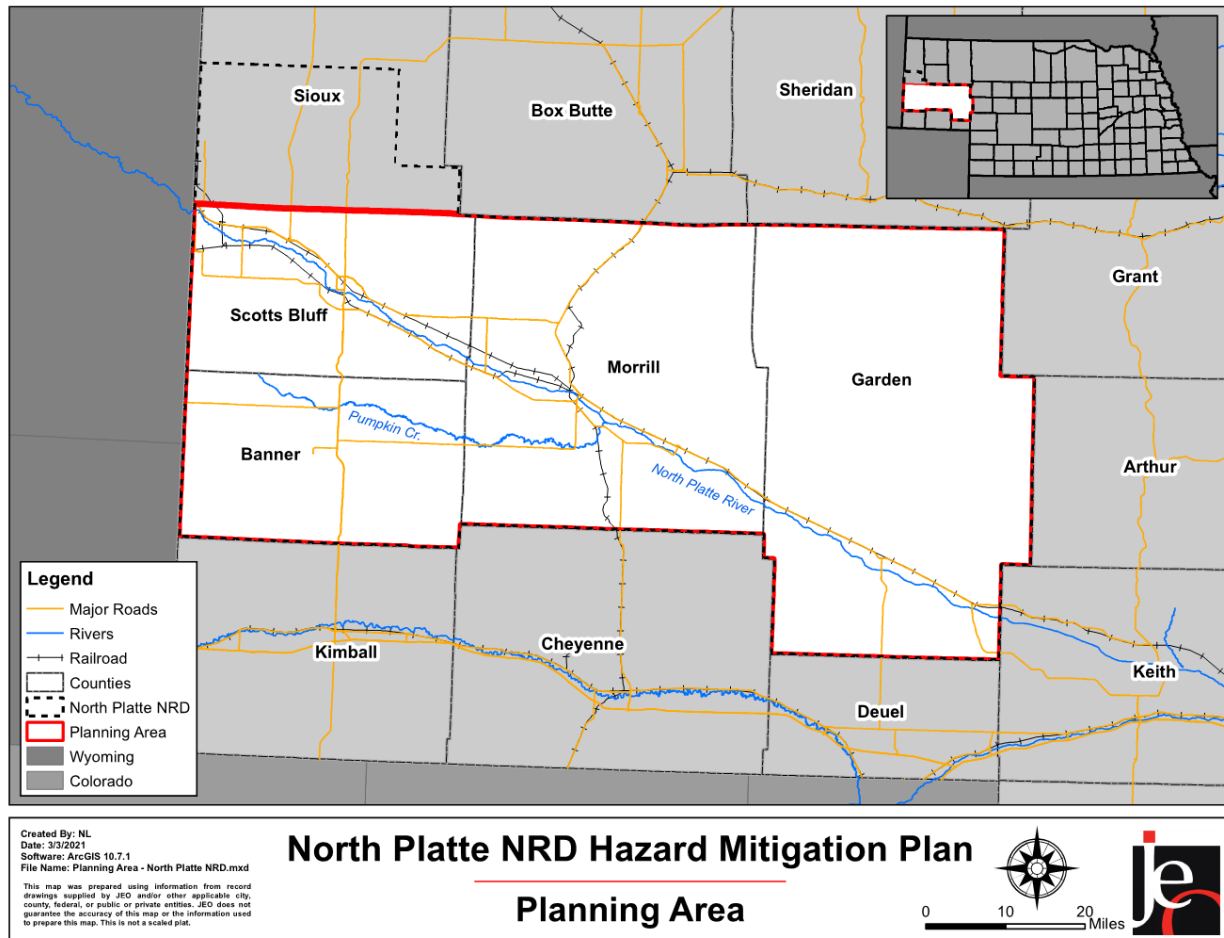 Sioux
Box Butte
Sheridan
Grant
Scotts Bluff
Morrill
Garden
Pumpkin Cr.
Banner
North Platte River
Arthur
Legend
Major Roads
Rivers
Railroad
Counties
North Platte NRD
Planning Area
Wyoming
Colorado
Kimball
Cheyenne
Deuel
Keith
Created By: NL
Date: 3/3/2021
Software: ArcGIS 10.7.1
File Name: Planning Area - North Platte NRD.mxd
This map was prepared using information from record
drawings supplied by JEO and/or other applicable city,
county, federal, or public or private entities. JEO does not
guarantee the accuracy of this map or the information used
to prepare this map. This is not a scaled plat.
North Platte NRD Hazard Mitigation Plan
Planning Area
0 10 20 Miles
jeo